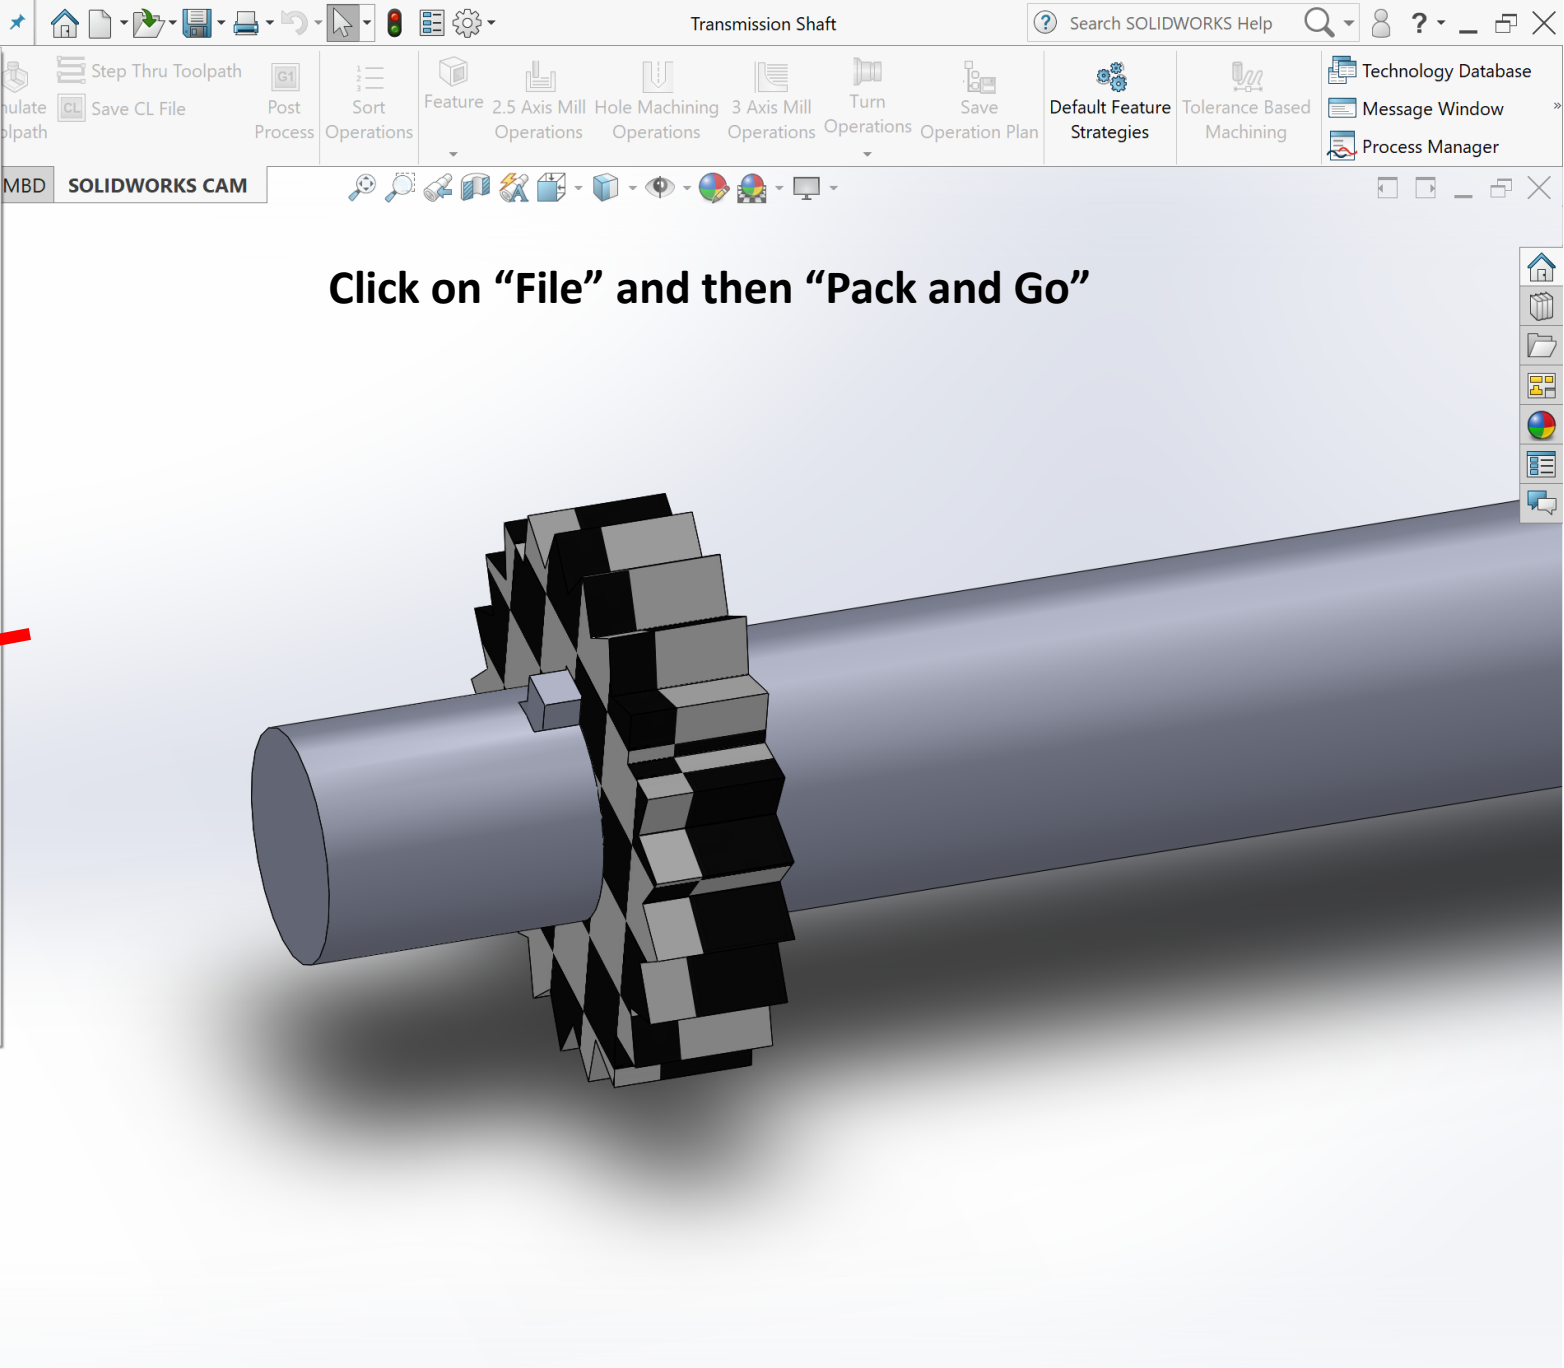 Transmission Shaft
Search SOLIDWORKS Help
Step Thru Toolpath
Save CL File
G1
CL
Post
Process
Sort
Operations
Feature
2.5 Axis Mill
Operations
Hole Machining
Operations
3 Axis Mill
Operations
Turn
Operations
Save
Operation Plan
Default Feature
Strategies
Tolerance Based
Machining
Technology Database
Message Window
Process Manager
MBD
SOLIDWORKS CAM
Click on “File” and then “Pack and Go”